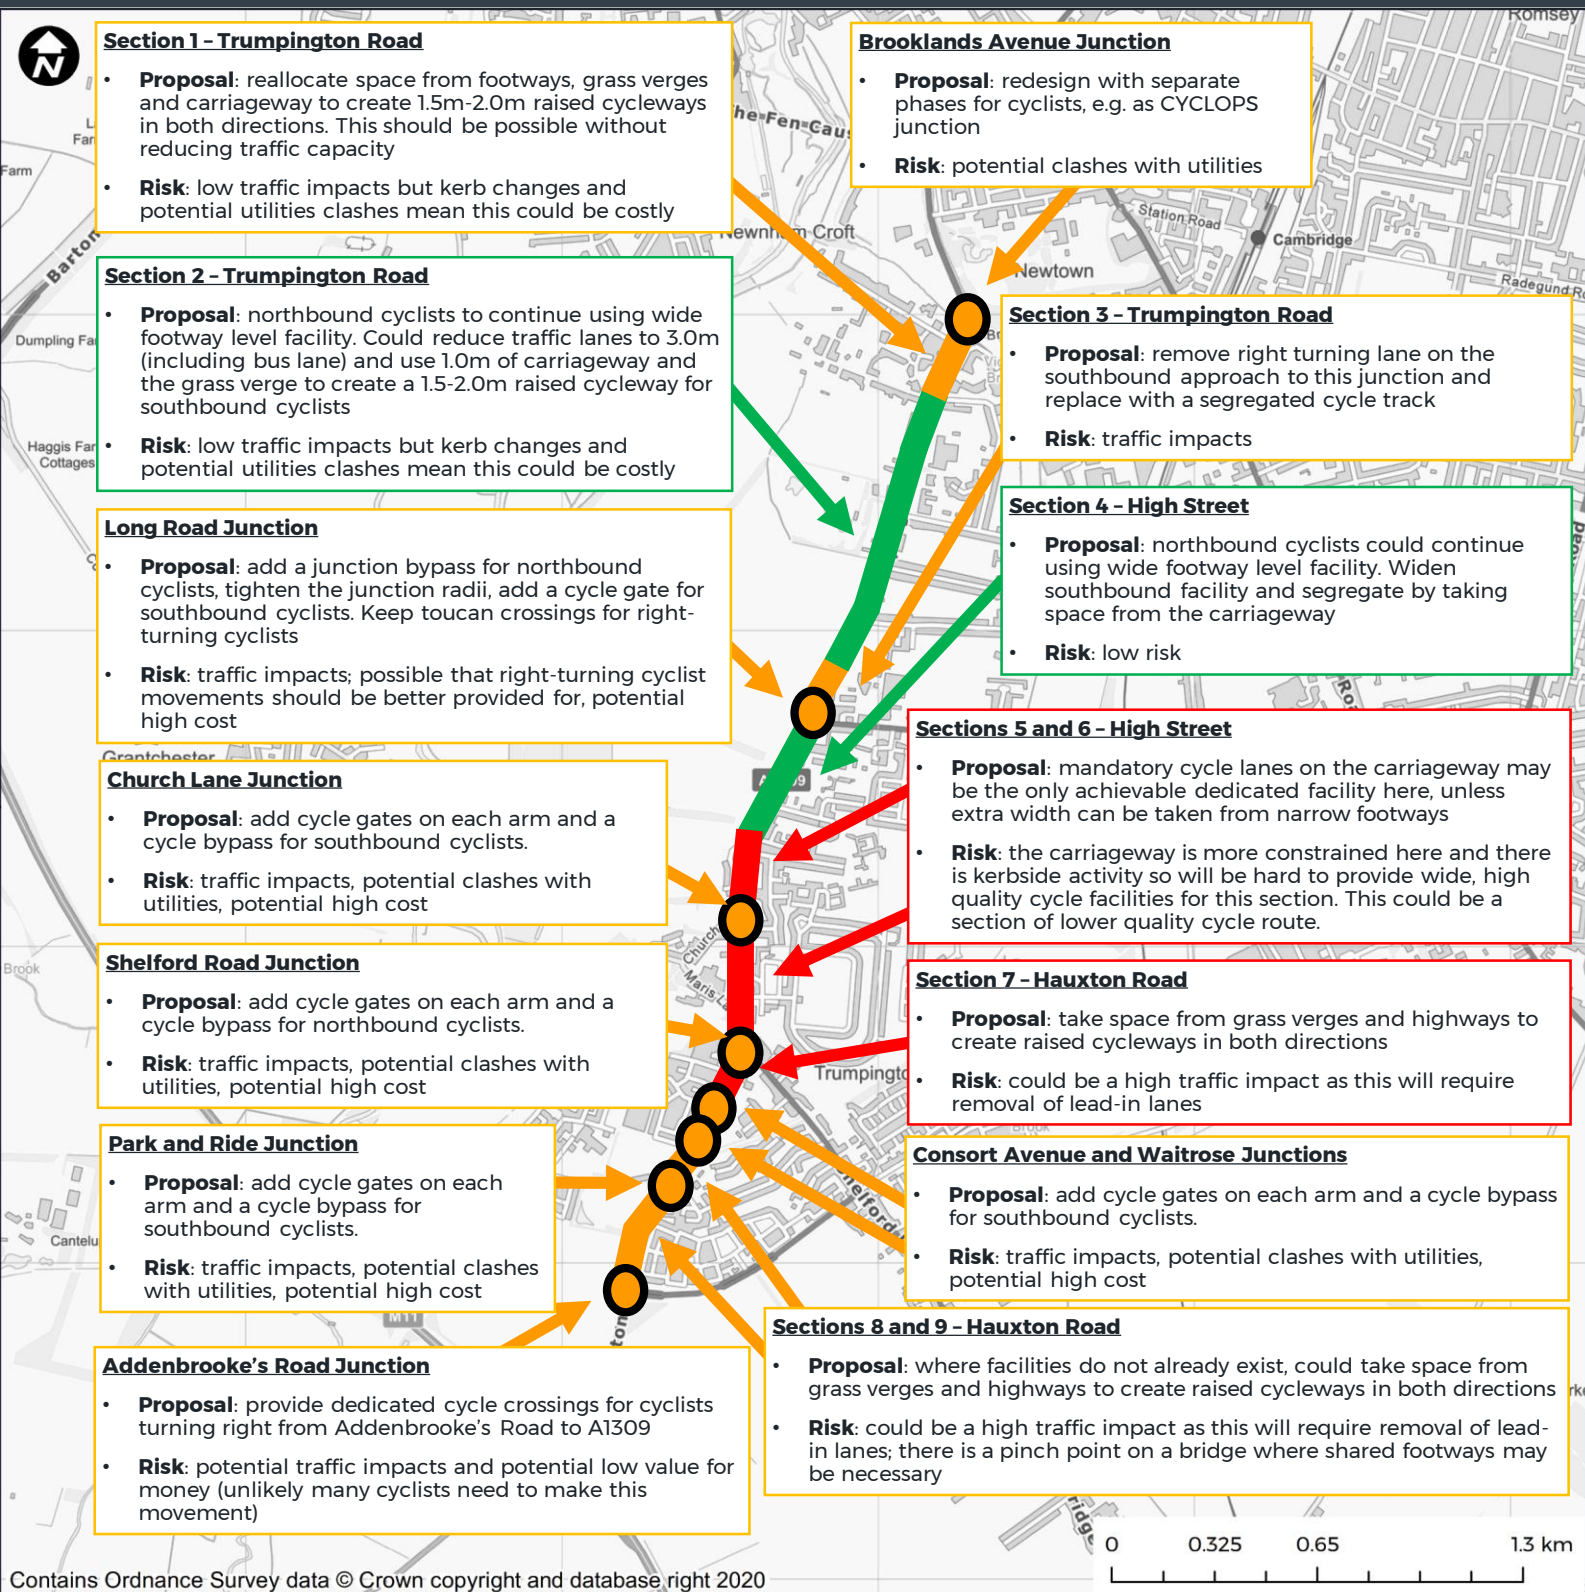 Romsey
N
Section 1 – Trumpington Road
• Proposal: reallocate space from footways, grass verges
and carriageway to create 1.5m-2.0m raised cycleways
in both directions. This should be possible without
reducing traffic capacity
• Risk: low traffic impacts but kerb changes and
potential utilities clashes mean this could be costly
Brooklands Avenue Junction
• Proposal: redesign with separate
phases for cyclists, e.g. as CYCLOPS
junction
• Risk: potential clashes with utilities
Farm
Barton
Newnham Croft
Station Road
Cambridge
Newtown
Section 2 – Trumpington Road
• Proposal: northbound cyclists to continue using wide
footway level facility. Could reduce traffic lanes to 3.0m
(including bus lane) and use 1.0m of carriageway and
the grass verge to create a 1.5-2.0m raised cycleway for
southbound cyclists
• Risk: low traffic impacts but kerb changes and
potential utilities clashes mean this could be costly
Section 3 – Trumpington Road
• Proposal: remove right turning lane on the
southbound approach to this junction and
replace with a segregated cycle track
• Risk: traffic impacts
Dumpling Fa
Haggis Far
Cottages
Section 4 – High Street
• Proposal: northbound cyclists could continue
using wide footway level facility. Widen
southbound facility and segregate by taking
space from the carriageway
• Risk: low risk
Long Road Junction
• Proposal: add a junction bypass for northbound
cyclists, tighten the junction radii, add a cycle gate for
southbound cyclists. Keep toucan crossings for right-
turning cyclists
• Risk: traffic impacts; possible that right-turning cyclist
movements should be better provided for, potential
high cost
Grantchester
Sections 5 and 6 – High Street
• Proposal: mandatory cycle lanes on the carriageway may
be the only achievable dedicated facility here, unless
extra width can be taken from narrow footways
• Risk: the carriageway is more constrained here and there
is kerbside activity so will be hard to provide wide, high
quality cycle facilities for this section. This could be a
section of lower quality cycle route.
Church Lane Junction
• Proposal: add cycle gates on each arm and a
cycle bypass for southbound cyclists.
• Risk: traffic impacts, potential clashes with
utilities, potential high cost
Church
Maris La
Brook
Shelford Road Junction
• Proposal: add cycle gates on each arm and a
cycle bypass for northbound cyclists.
• Risk: traffic impacts, potential clashes with
utilities, potential high cost
Section 7 – Hauxton Road
• Proposal: take space from grass verges and highways to
create raised cycleways in both directions
• Risk: could be a high traffic impact as this will require
removal of lead-in lanes
Trumpingto
Brook
Park and Ride Junction
• Proposal: add cycle gates on each
arm and a cycle bypass for
southbound cyclists.
• Risk: traffic impacts, potential clashes
with utilities, potential high cost
Consort Avenue and Waitrose Junctions
• Proposal: add cycle gates on each arm and a cycle bypass
for southbound cyclists.
• Risk: traffic impacts, potential clashes with utilities,
potential high cost
Shelford
Cantelu
M11
ton
Sections 8 and 9 – Hauxton Road
• Proposal: where facilities do not already exist, could take space from
grass verges and highways to create raised cycleways in both directions
• Risk: could be a high traffic impact as this will require removal of lead-
in lanes; there is a pinch point on a bridge where shared footways may
be necessary
Addenbrooke's Road Junction
• Proposal: provide dedicated cycle crossings for cyclists
turning right from Addenbrooke's Road to A1309
• Risk: potential traffic impacts and potential low value for
money (unlikely many cyclists need to make this
movement)
0 0.325 0.65 1.3 km
Contains Ordnance Survey data © Crown copyright and database right 2020